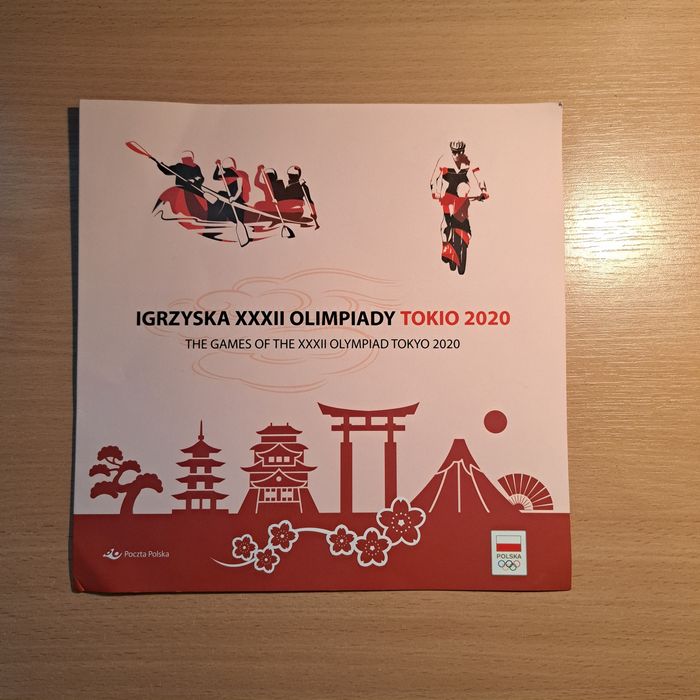 IGRZYSKA XXXII OLIMPIADY TOKIO 2020
THE GAMES OF THE XXXII OLYMPIAD TOKYO 2020
Poczta Polska
POLSKA